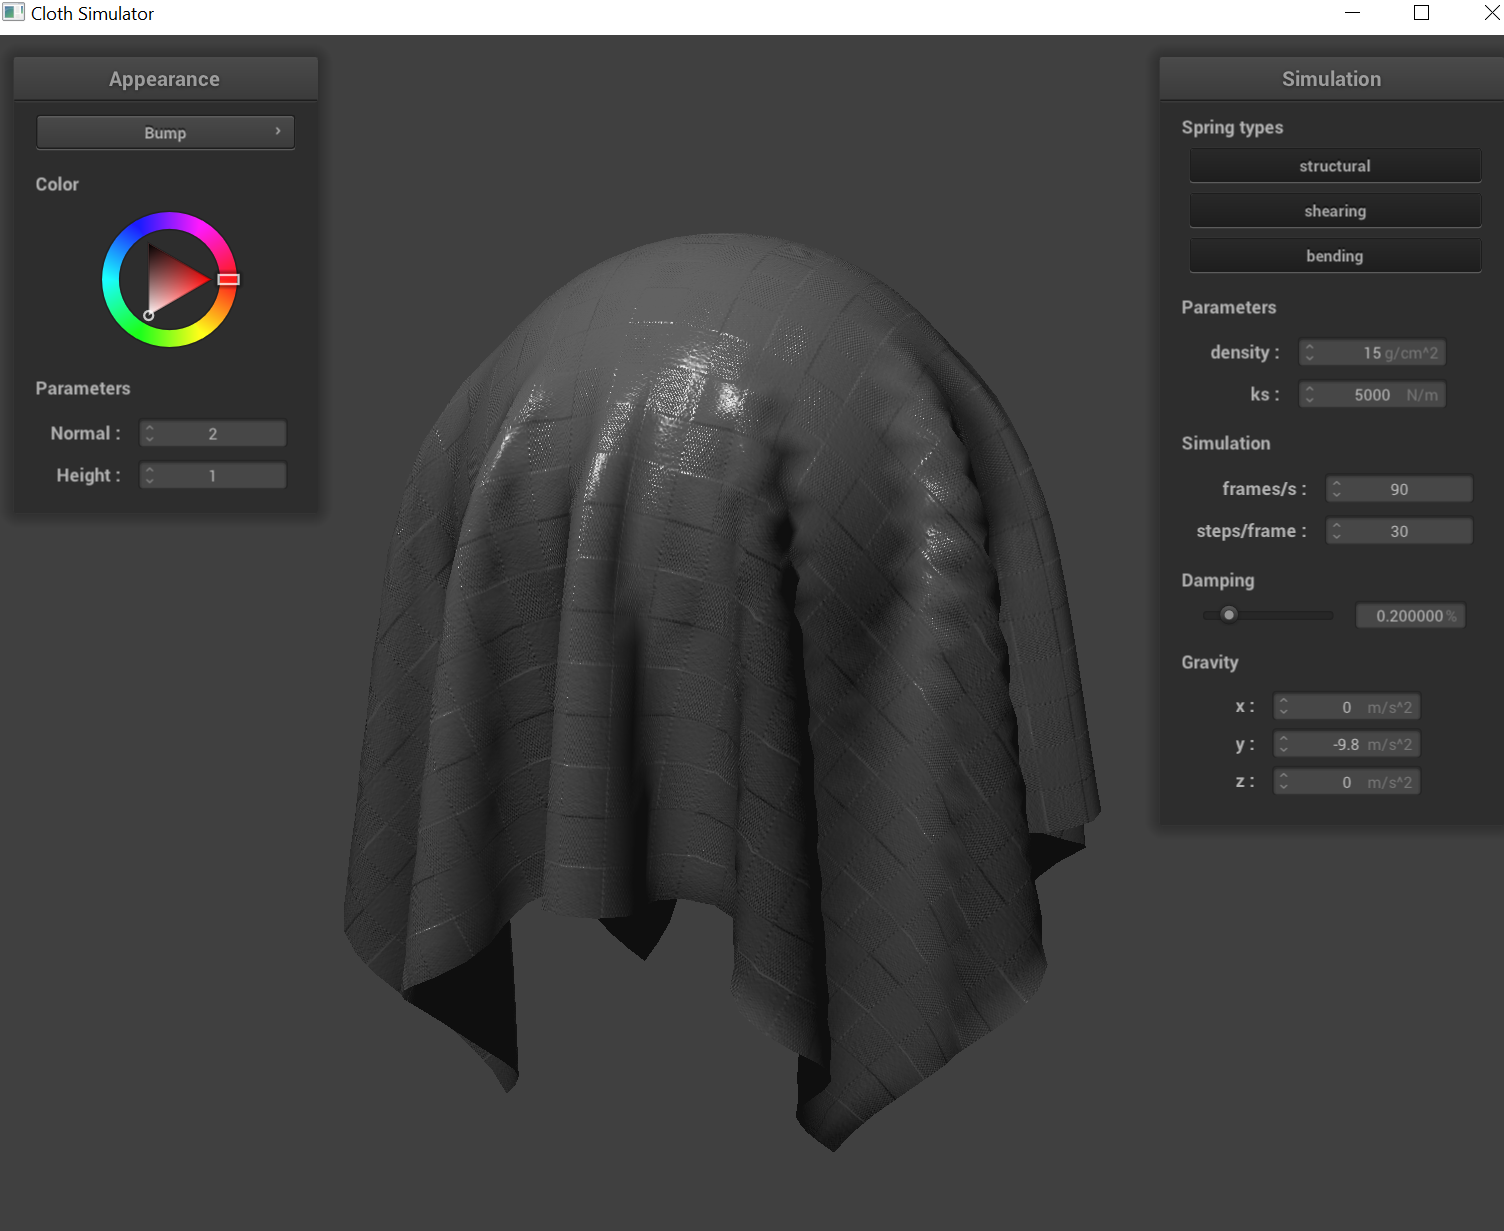 Cloth Simulator
Appearance
Bump
Color
Parameters
Normal : 2
Height : 1
Simulation
Spring types
structural
shearing
bending
Parameters
density : 15 g/cm^2
ks : 5000 N/m
Simulation
frames/s : 90
steps/frame : 30
Damping
0.200000 %
Gravity
x : 0 m/s^2
y : -9.8 m/s^2
z : 0 m/s^2